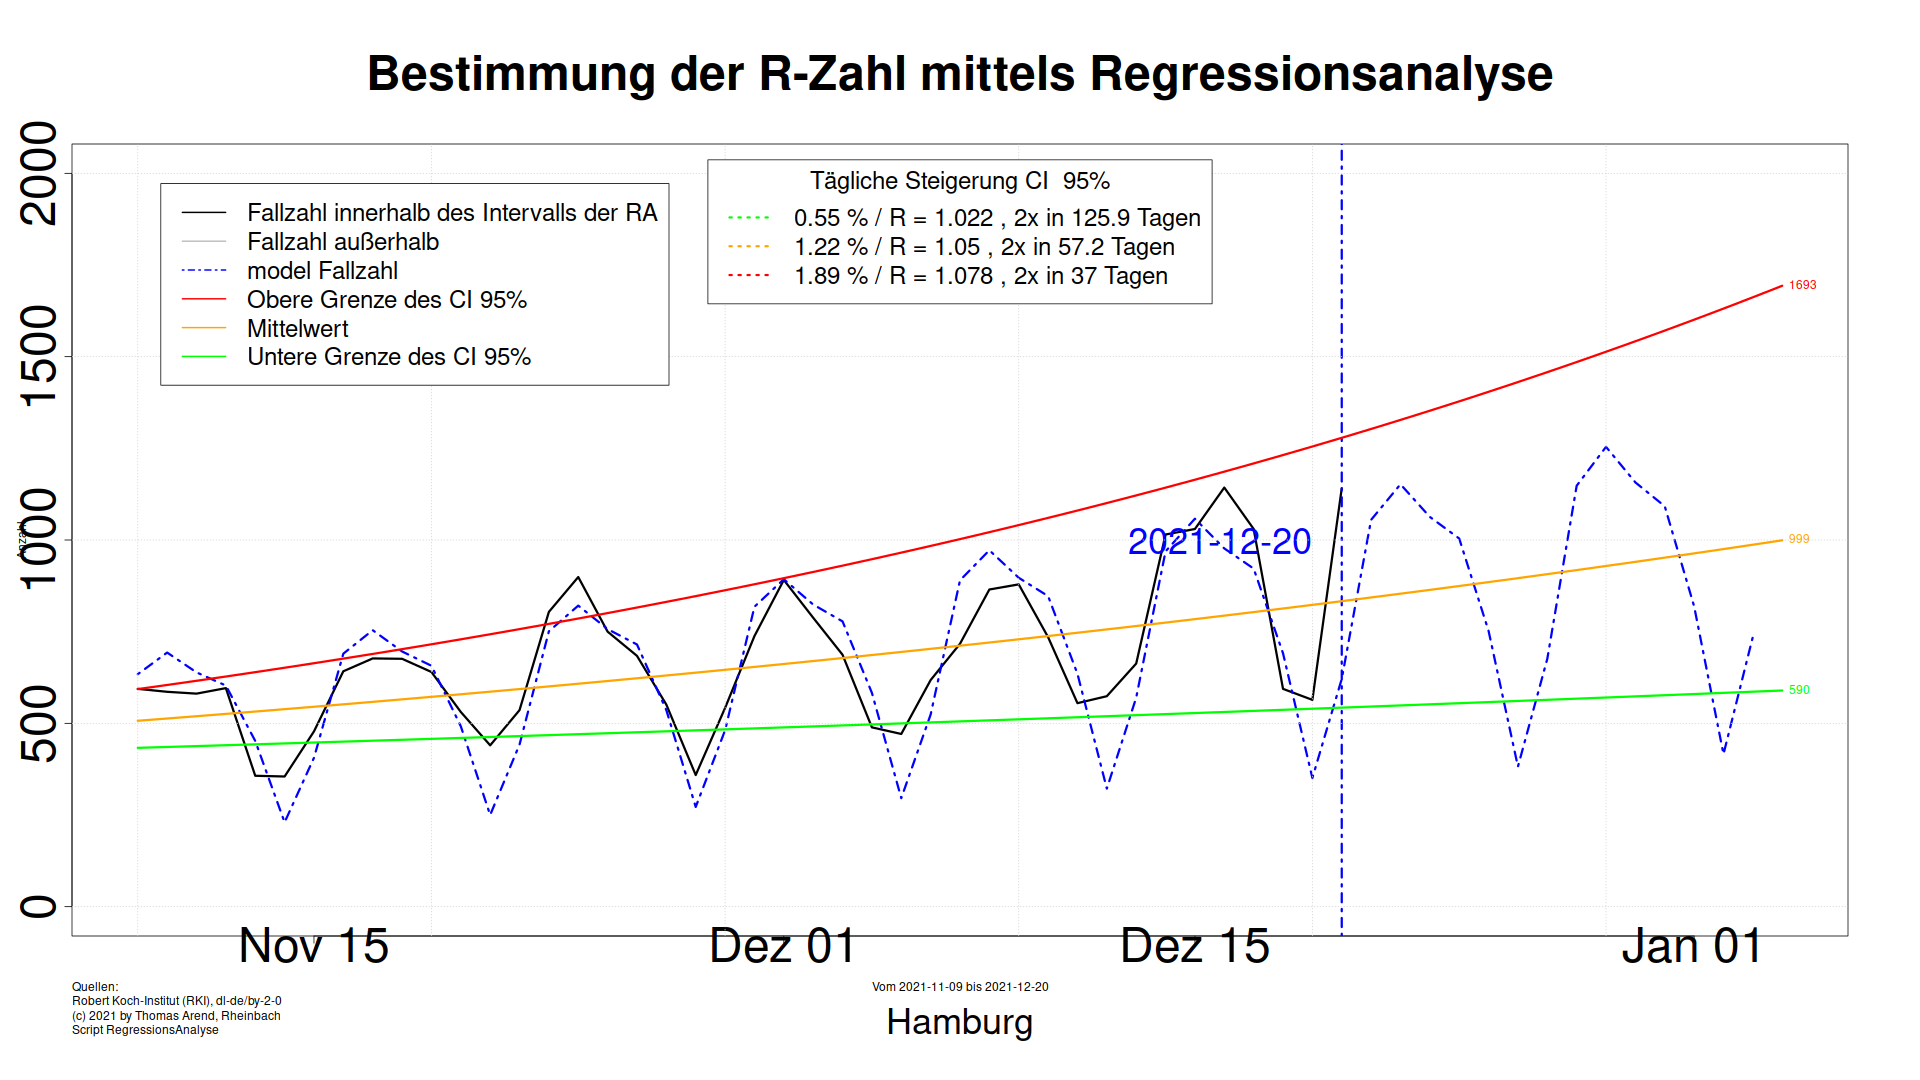 Bestimmung der R-Zahl mittels Regressionsanalyse
2000
1500
1000
500
0
Anzahl
Fallzahl innerhalb des Intervalls der RA
Fallzahl außerhalb
model Fallzahl
Obere Grenze des CI 95%
Mittelwert
Untere Grenze des CI 95%
Tägliche Steigerung CI  95%
0.55 % / R = 1.022 , 2x in 125.9 Tagen
1.22 % / R = 1.05 , 2x in 57.2 Tagen
1.89 % / R = 1.078 , 2x in 37 Tagen
1693
999
590
2021-12-20
Nov 15
Dez 01
Dez 15
Jan 01
Quellen:
Robert Koch-Institut (RKI), dl-de/by-2-0
(c) 2021 by Thomas Arend, Rheinbach
Script RegressionsAnalyse
Vom 2021-11-09 bis 2021-12-20
Hamburg